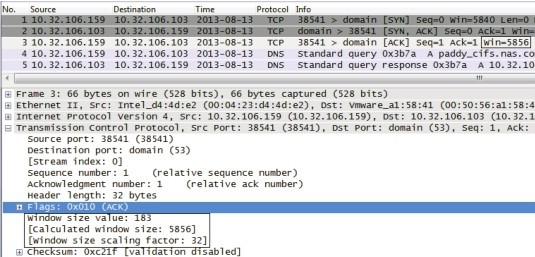 No. Source Destination Time Protocol Info
1 10.32.106.159 10.32.106.103 2013-08-13 TCP 38541 > domain [SYN] Seq=0 Win=5840 Len=0
2 10.32.106.103 10.32.106.159 2013-08-13 TCP domain > 38541 [SYN, ACK] Seq=0 Ack=1 Win=
3 10.32.106.159 10.32.106.103 2013-08-13 TCP 38541 > domain [ACK] Seq=1 Ack=1 Win=5856
4 10.32.106.159 10.32.106.103 2013-08-13 DNS Standard query 0x3b7a A paddy_cifs.nas.co
5 10.32.106.103 10.32.106.159 2013-08-13 DNS Standard query response 0x3b7a A 10.32.10
Frame 3: 66 bytes on wire (528 bits), 66 bytes captured (528 bits)
Ethernet II, Src: Intel_d4:4d:e2 (00:04:23:d4:4d:e2), Dst: Vmware_a1:58:41 (00:50:56:a1:58:4
Internet Protocol Version 4, Src: 10.32.106.159 (10.32.106.159), Dst: 10.32.106.103 (10.32.1
Transmission Control Protocol, Src Port: 38541 (38541), Dst Port: domain (53), Seq: 1, Ack:
Source port: 38541 (38541)
Destination port: domain (53)
[Stream index: 0]
Sequence number: 1 (relative sequence number)
Acknowledgment number: 1 (relative ack number)
Header length: 32 bytes
Flags: 0x010 (ACK)
Window size value: 183
[Calculated window size: 5856]
[Window size scaling factor: 32]
Checksum: 0xc21f [validation disabled]